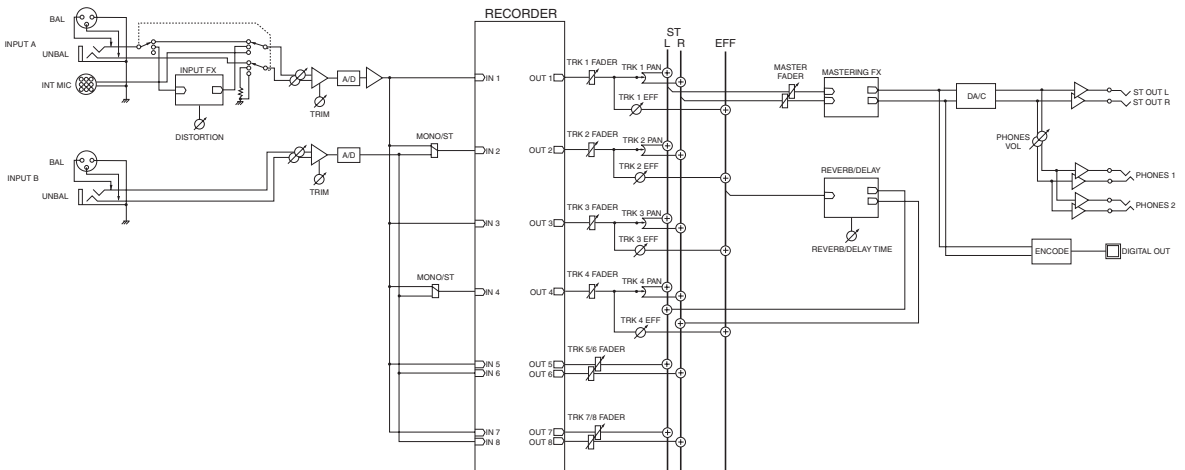 RECORDER
BAL
INPUT A
UNBAL
INT MIC
INPUT FX
DISTORTION
TRIM
A/D
BAL
INPUT B
UNBAL
TRIM
A/D
MONO/ST
MONO/ST
IN 1
IN 2
IN 3
IN 4
IN 5
IN 6
IN 7
IN 8
OUT 1
OUT 2
OUT 3
OUT 4
OUT 5
OUT 6
OUT 7
OUT 8
ST
L R
EFF
TRK 1 FADER
TRK 1 PAN
TRK 1 EFF
TRK 2 FADER
TRK 2 PAN
TRK 2 EFF
TRK 3 FADER
TRK 3 PAN
TRK 3 EFF
TRK 4 FADER
TRK 4 PAN
TRK 4 EFF
TRK 5/6 FADER
TRK 7/8 FADER
MASTER
FADER
MASTERING FX
REVERB/DELAY
REVERB/DELAY TIME
DA/C
PHONES
VOL
ST OUT L
ST OUT R
PHONES 1
PHONES 2
ENCODE
DIGITAL OUT